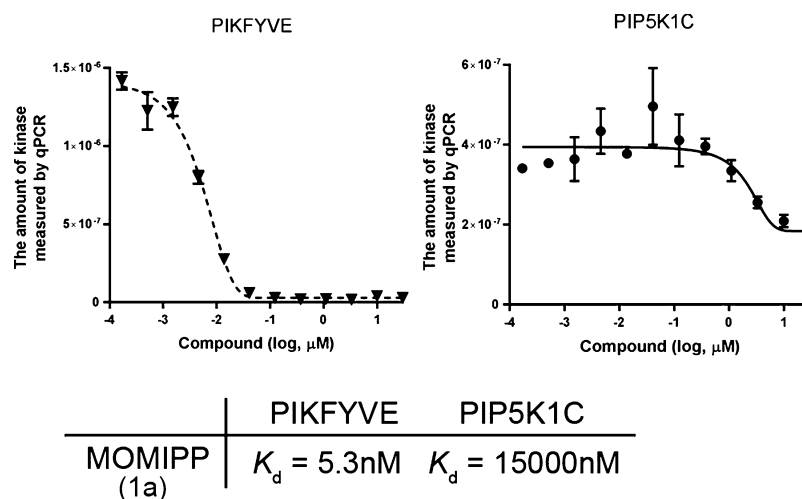 PIKFYVE
The amount of kinase
measured by qPCR
1.5×10⁻⁶
1×10⁻⁶
5×10⁻⁷
0
-4 -3 -2 -1 0 1
Compound (log, μM)
PIP5K1C
The amount of kinase
measured by qPCR
6×10⁻⁷
4×10⁻⁷
2×10⁻⁷
0
-4 -3 -2 -1 0 1
Compound (log, μM)
PIKFYVE PIP5K1C
MOMIPP Kd = 5.3nM Kd = 15000nM
(1a)